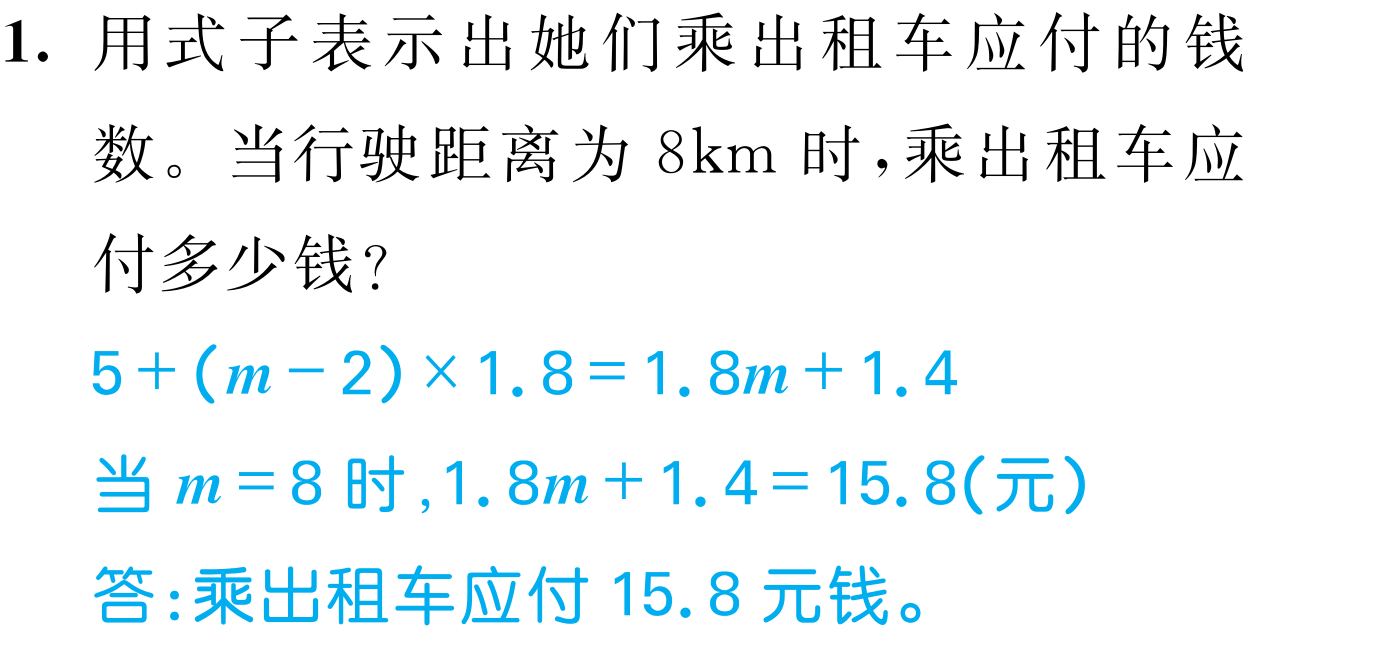 1. 用式子表示出她们乘出租车应付的钱
数。当行驶距离为 8km 时,乘出租车应
付多少钱?
5+(m-2)×1.8=1.8m+1.4
当 m=8 时,1.8m+1.4=15.8(元)
答:乘出租车应付 15.8 元钱。